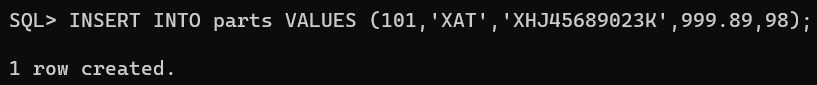 SQL> INSERT INTO parts VALUES (101,'XAT','XHJ45689023K',999.89,98);
1 row created.